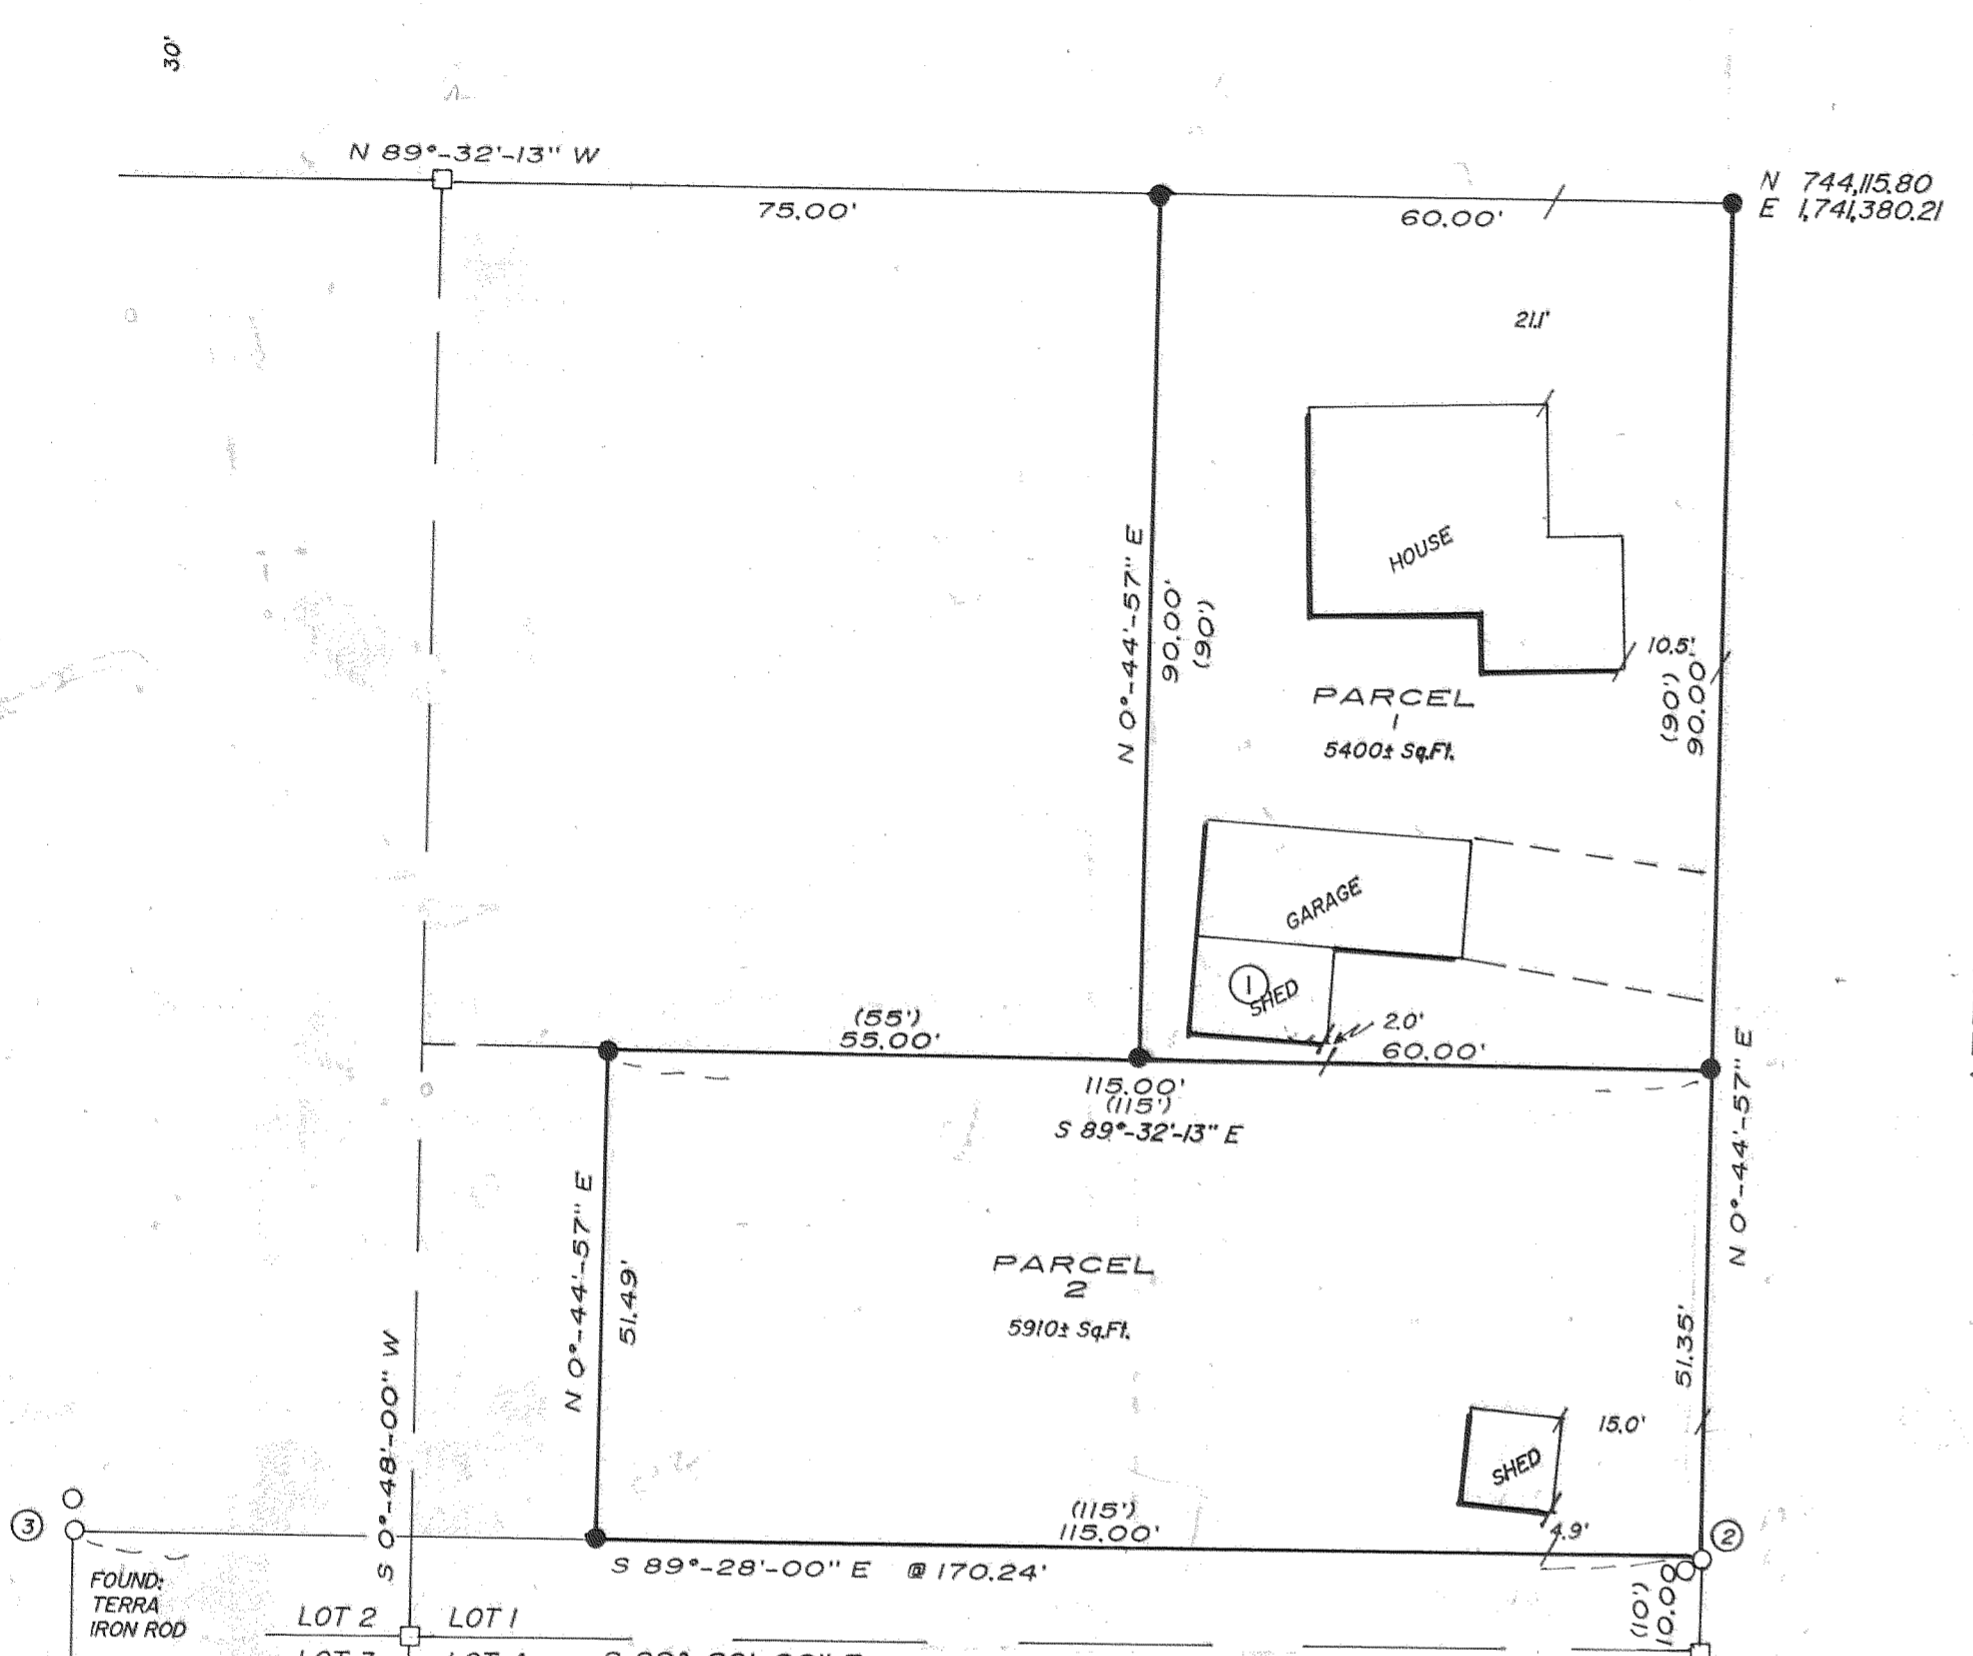 30'
N 89°-32'-13" W
75.00'
60.00'
N 744,115.80
E 1,741,380.21
21.1'
HOUSE
N 0°-44'-57" E
90.00'
(90')
10.5'
(90')
90.00
PARCEL
1
5400± Sq.Ft.
GARAGE
1
SHED
2.0'
60.00'
(55')
55.00'
115.00'
(115')
S 89°-32'-13" E
N 0°-44'-57" E
N 0°-44'-57" E
51.49'
PARCEL
2
5910± Sq.Ft.
51.35'
15.0'
SHED
4.9'
S 0°-48'-00" W
(115')
115.00'
S 89°-28'-00" E @ 170.24'
2
3
FOUND:
TERRA
IRON ROD
(10')
10.00
LOT 2
LOT 1